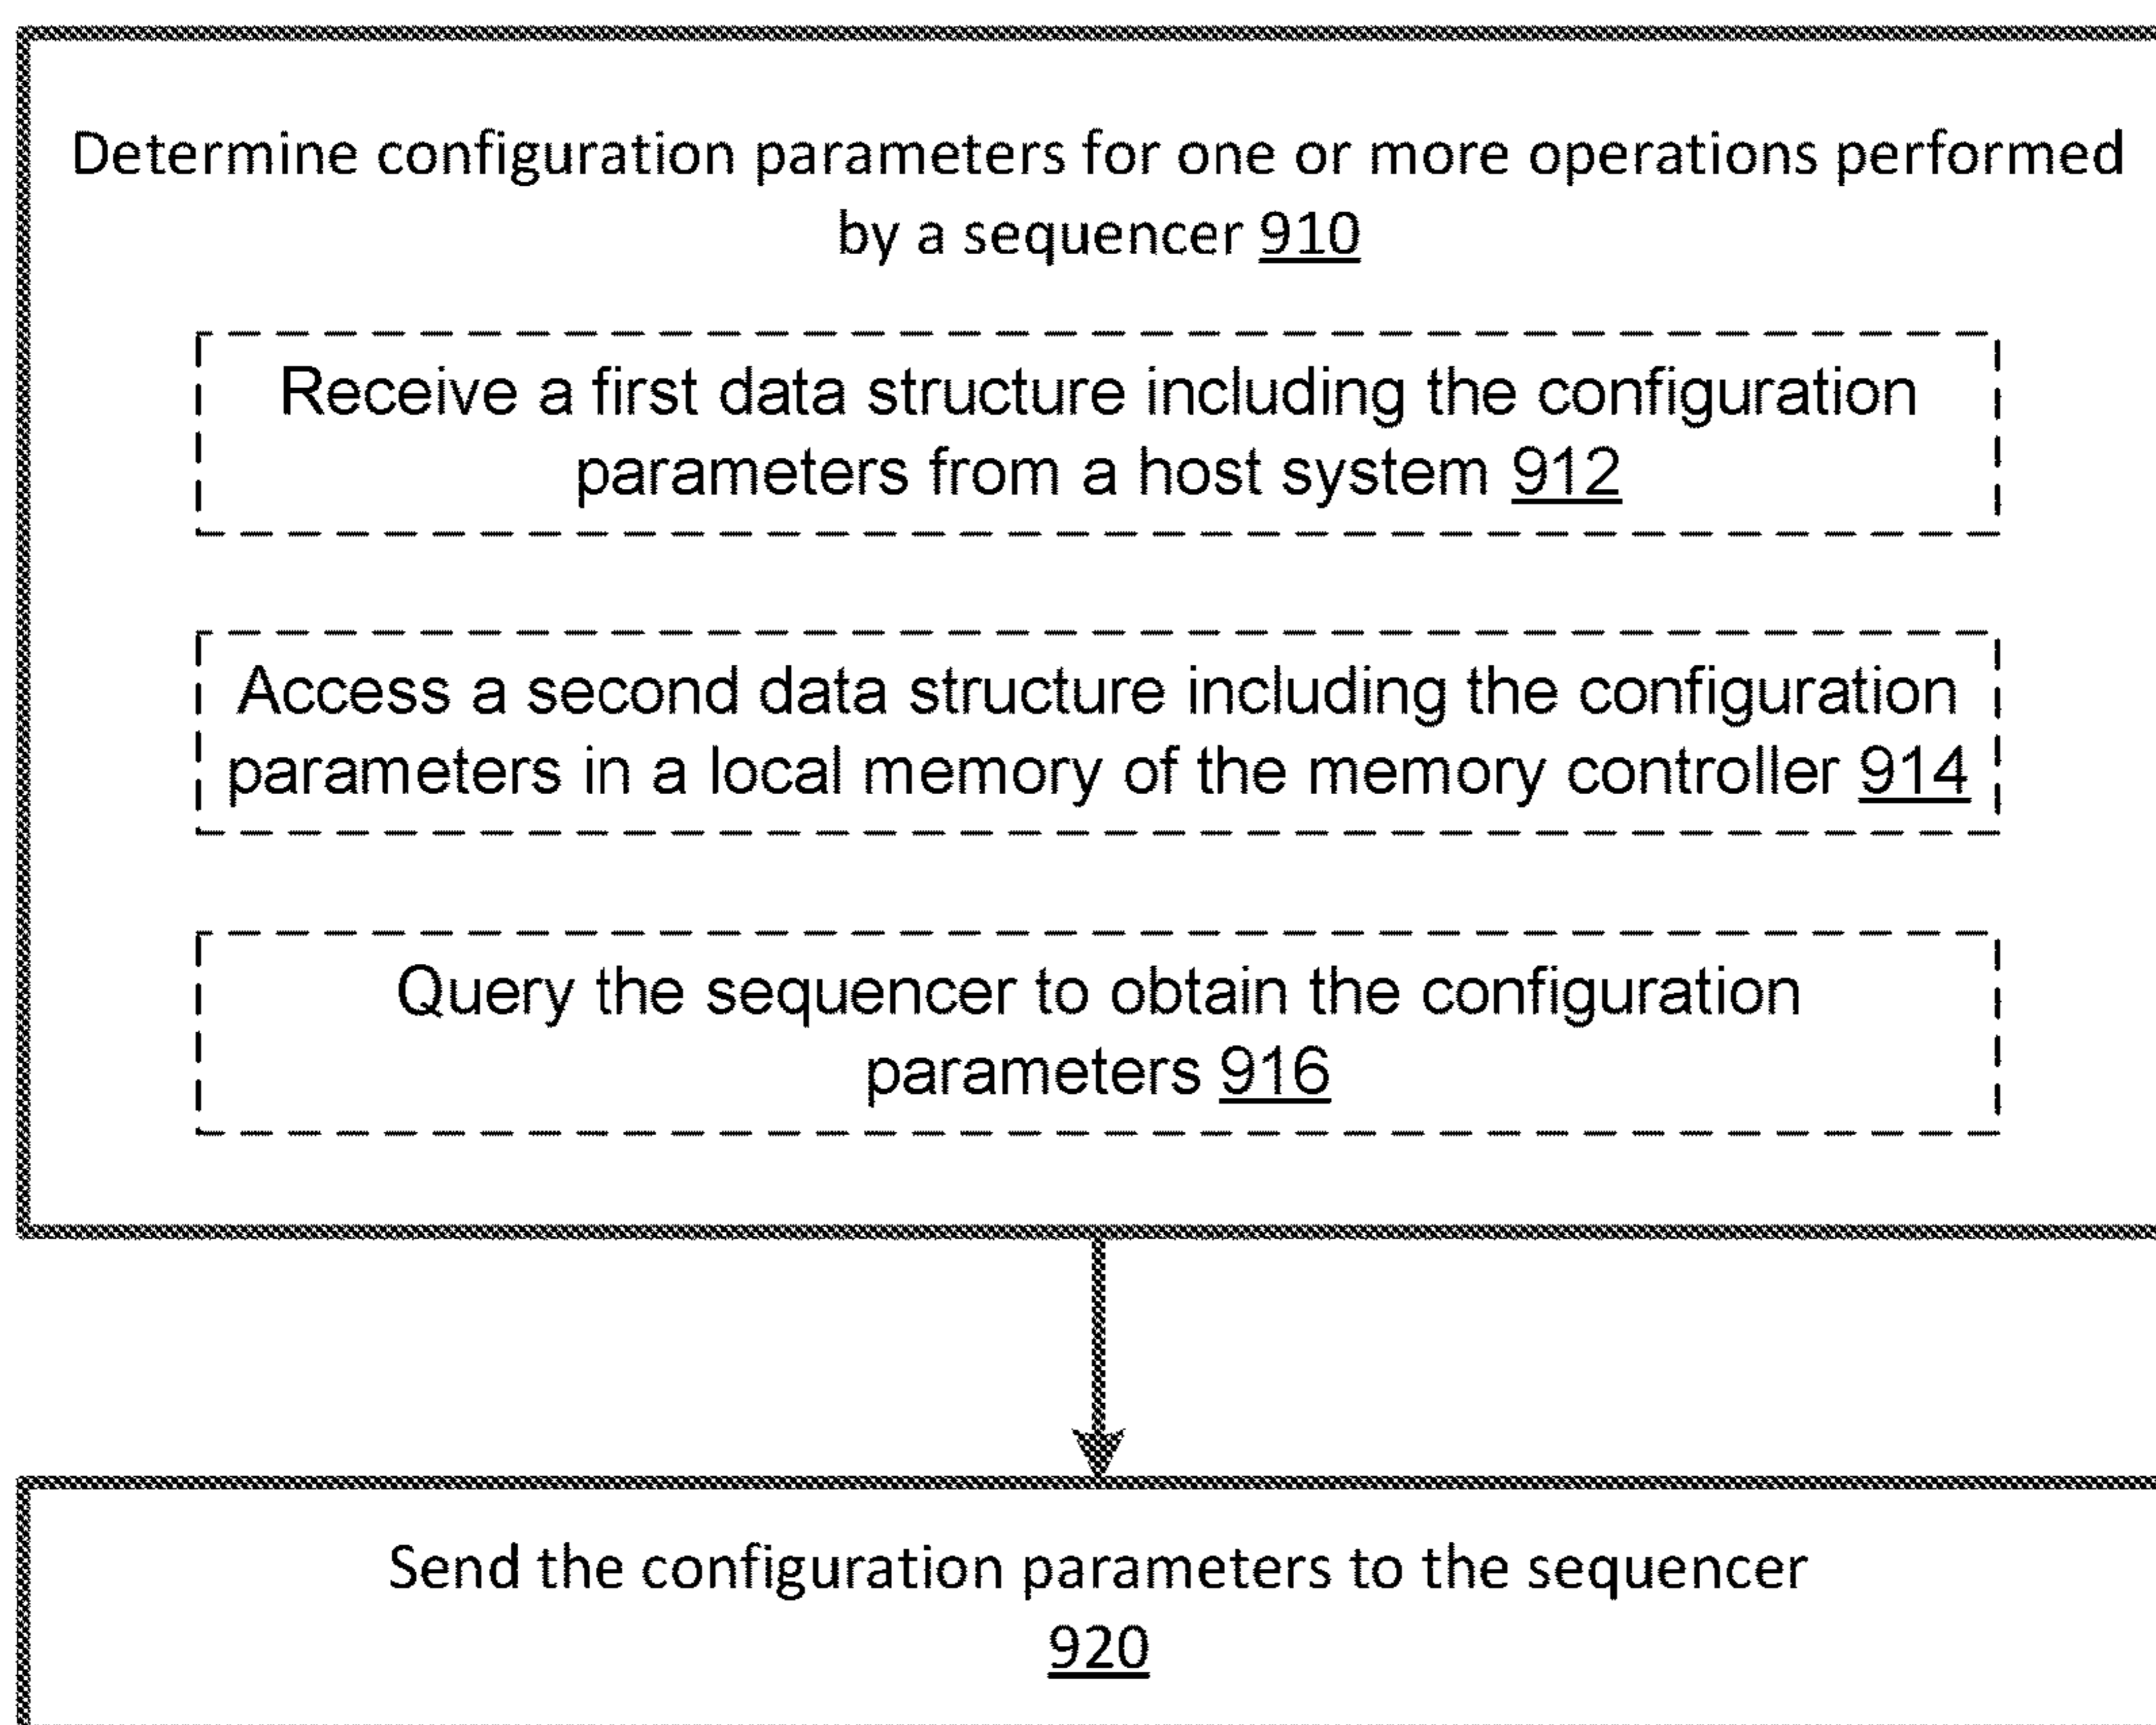 Determine configuration parameters for one or more operations performed
by a sequencer 910
Receive a first data structure including the configuration
parameters from a host system 912
Access a second data structure including the configuration
parameters in a local memory of the memory controller 914
Query the sequencer to obtain the configuration
parameters 916
Send the configuration parameters to the sequencer
920